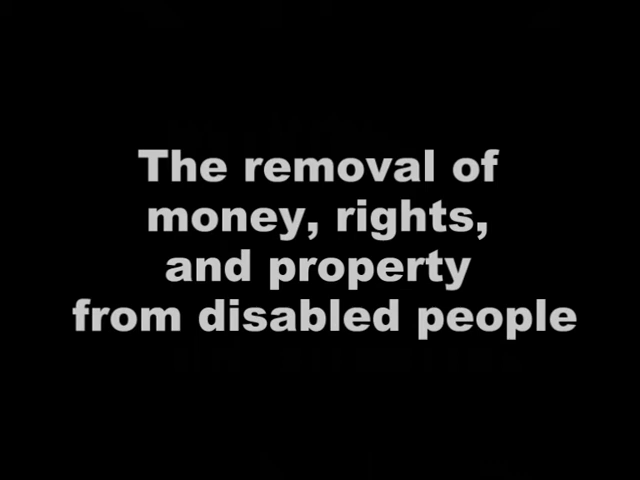 The removal of
money, rights,
and property
from disabled people